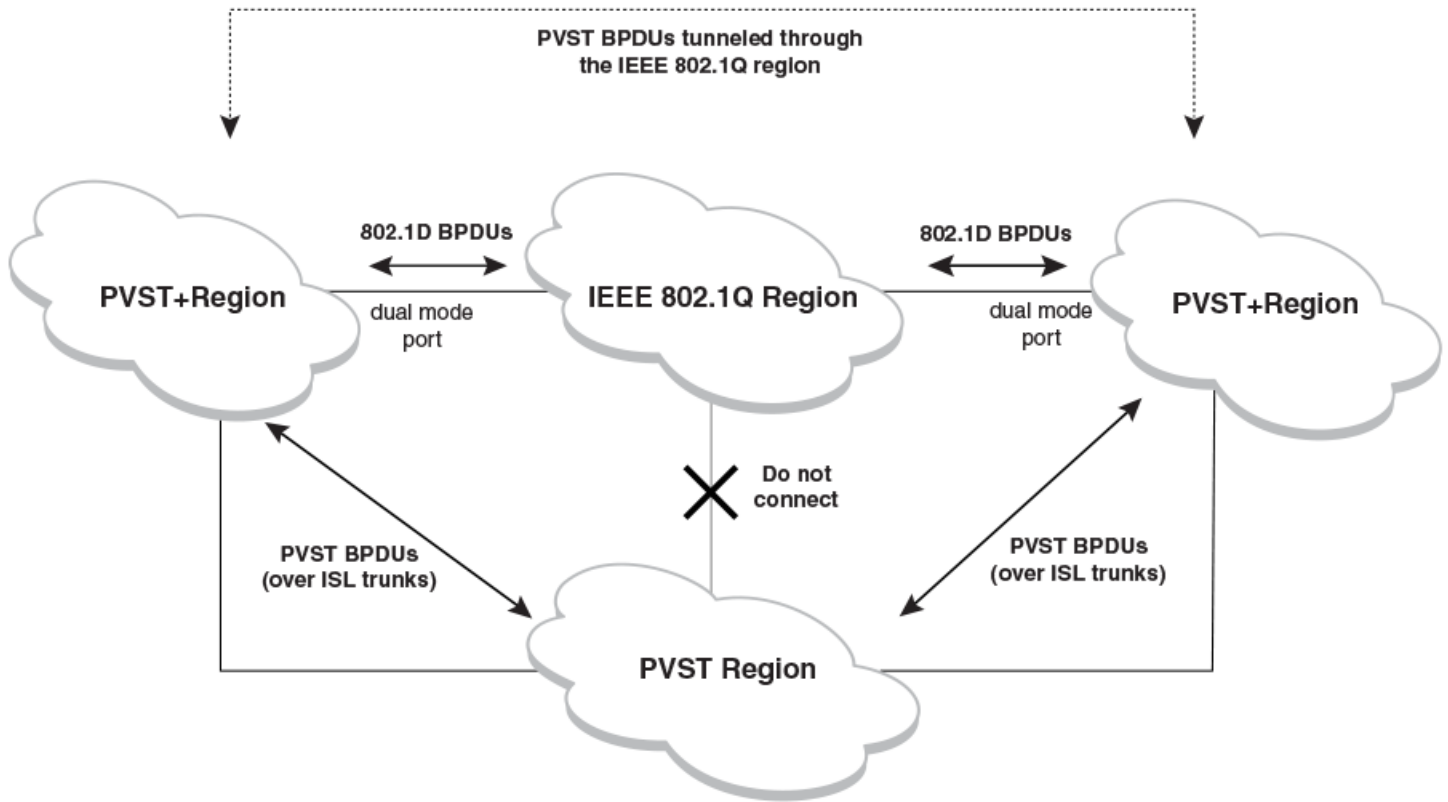 PVST BPDUs tunneled through
the IEEE 802.1Q region
802.1D BPDUs
802.1D BPDUs
PVST+Region
IEEE 802.1Q Region
PVST+Region
dual mode
port
dual mode
port
Do not
connect
PVST BPDUs
(over ISL trunks)
PVST BPDUs
(over ISL trunks)
PVST Region